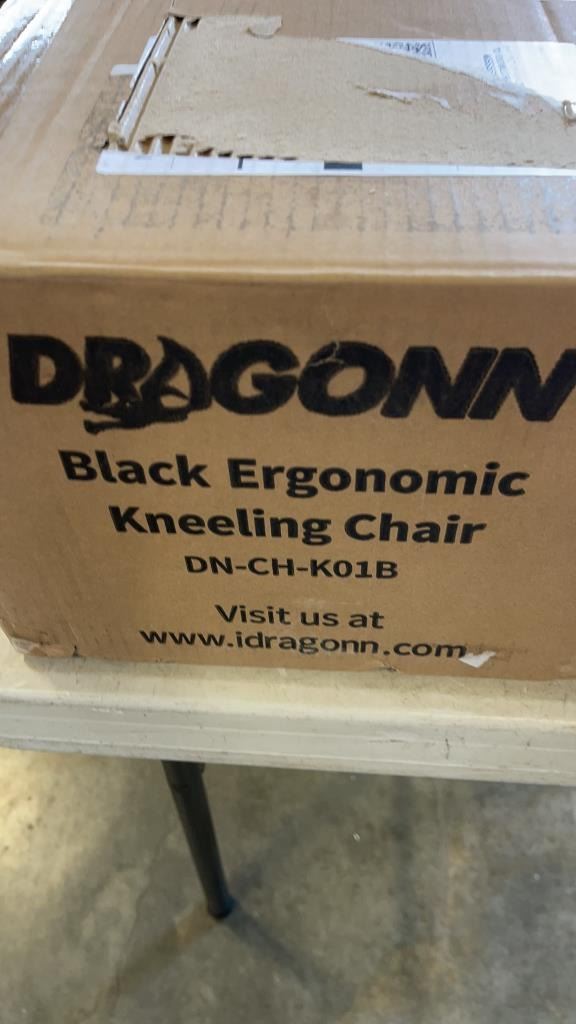 DRAGONN
Black Ergonomic
Kneeling Chair
DN-CH-K01B
Visit us at
www.idragonn.com